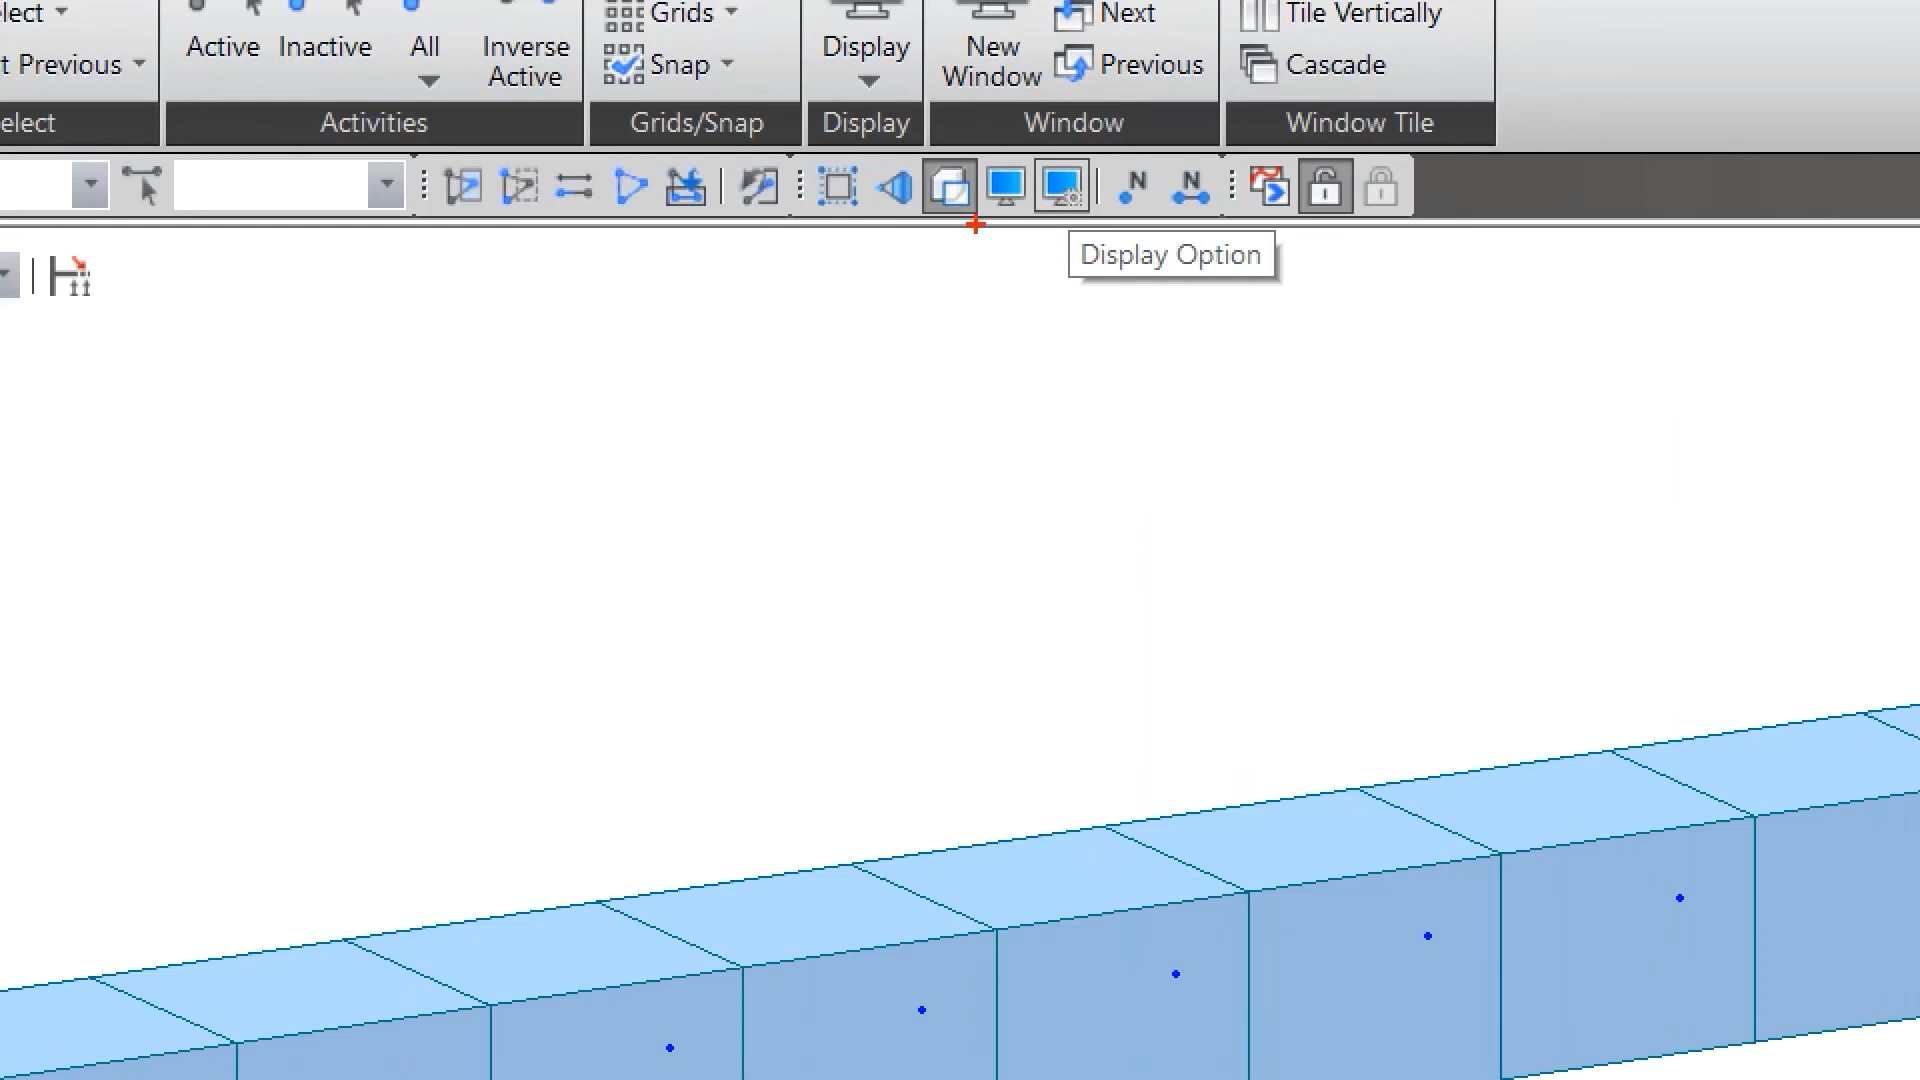 lect
Grids
Next
Tile Vertically
t Previous
Active
Inactive
All
Inverse
Active
Snap
Display
New
Window
Previous
Cascade
elect
Activities
Grids/Snap
Display
Window
Window Tile
N
N
Display Option